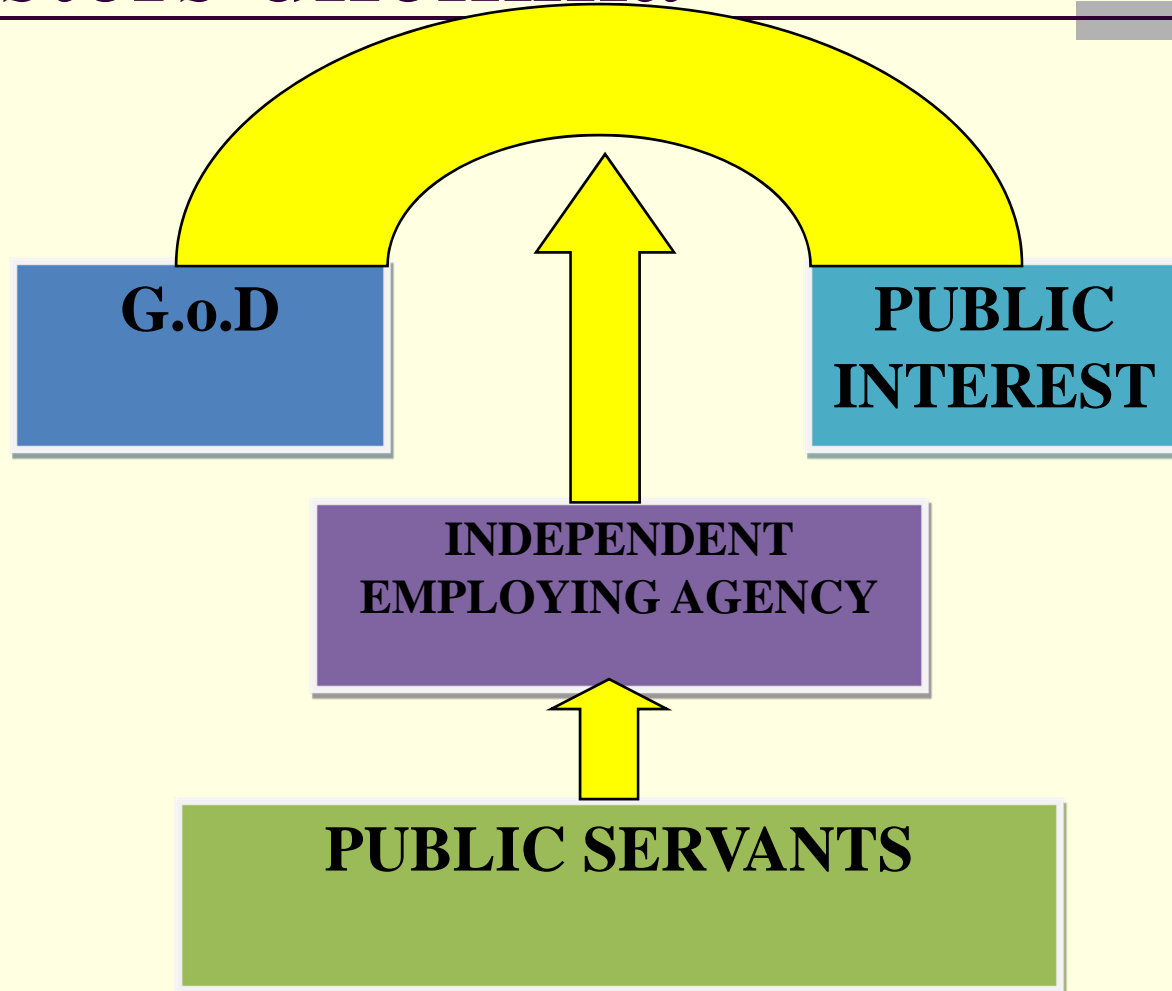 G.o.D
PUBLIC
INTEREST
INDEPENDENT
EMPLOYING AGENCY
PUBLIC SERVANTS